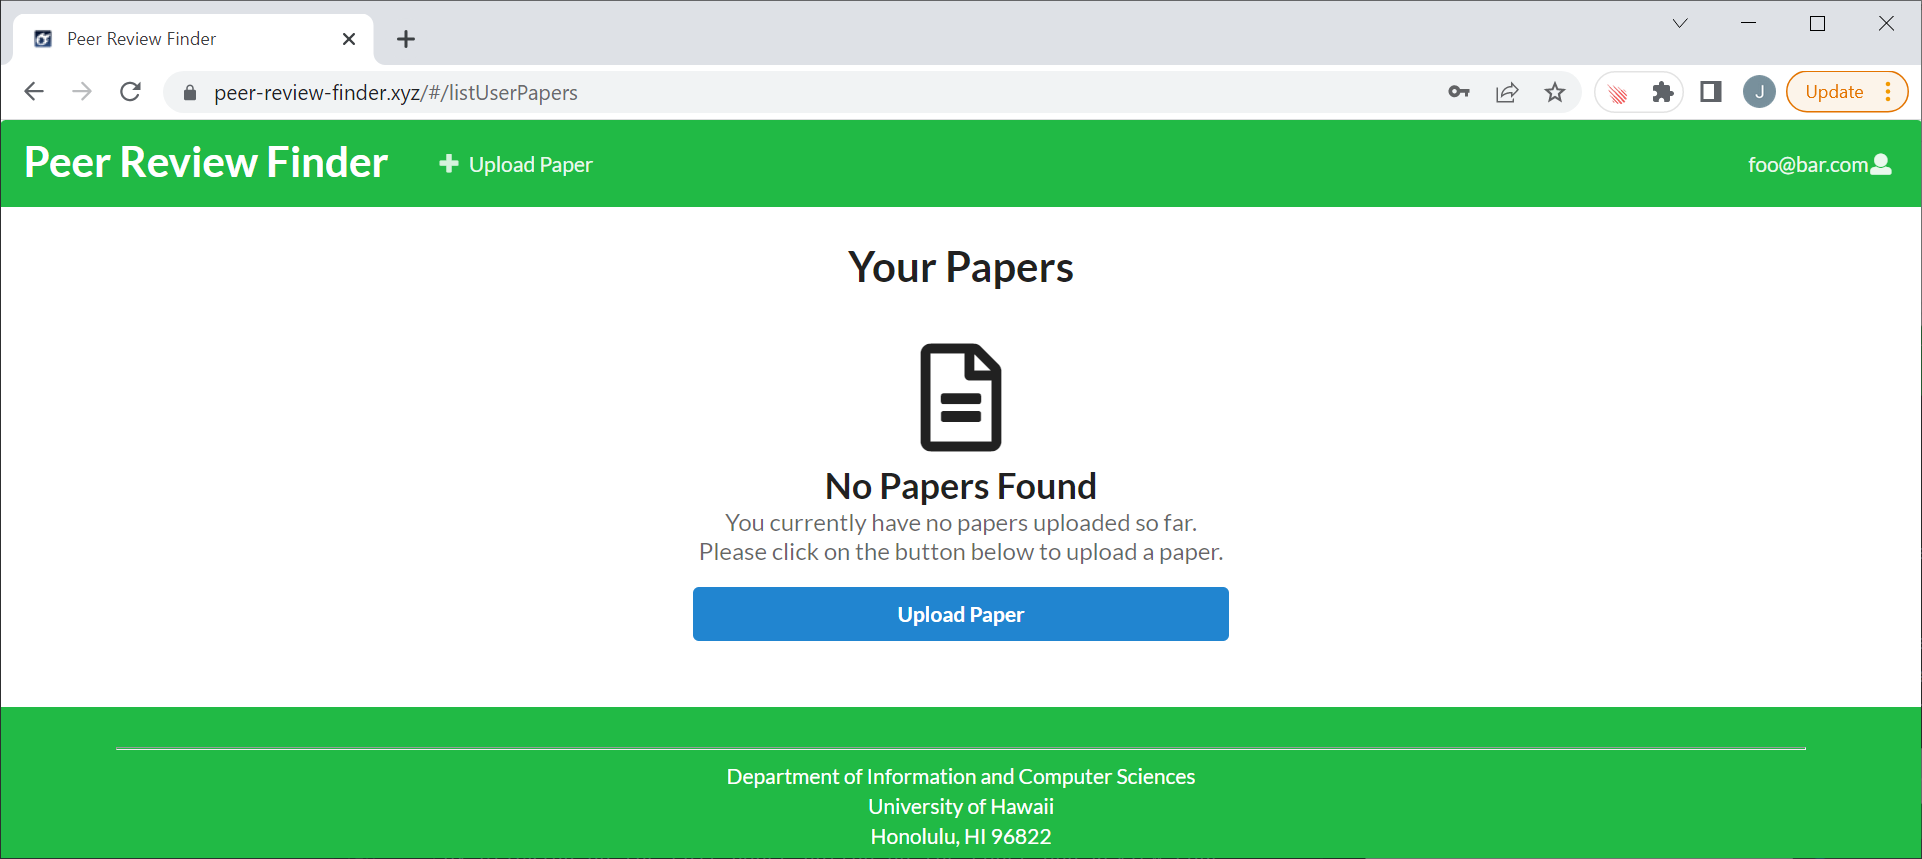 Peer Review Finder
peer-review-finder.xyz/#/listUserPapers
J
Update
Peer Review Finder
Upload Paper
foo@bar.com
Your Papers
No Papers Found
You currently have no papers uploaded so far.
Please click on the button below to upload a paper.
Upload Paper
Department of Information and Computer Sciences
University of Hawaii
Honolulu, HI 96822